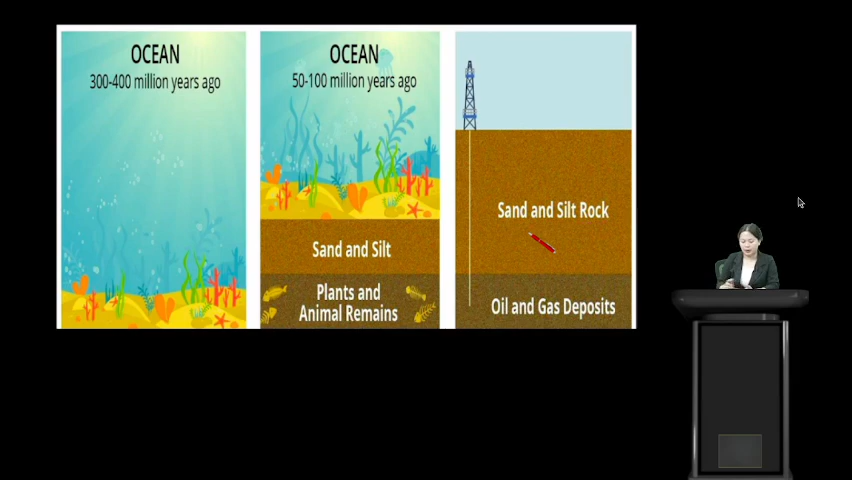 OCEAN
300-400 million years ago
OCEAN
50-100 million years ago
Sand and Silt
Plants and
Animal Remains
Sand and Silt Rock
Oil and Gas Deposits